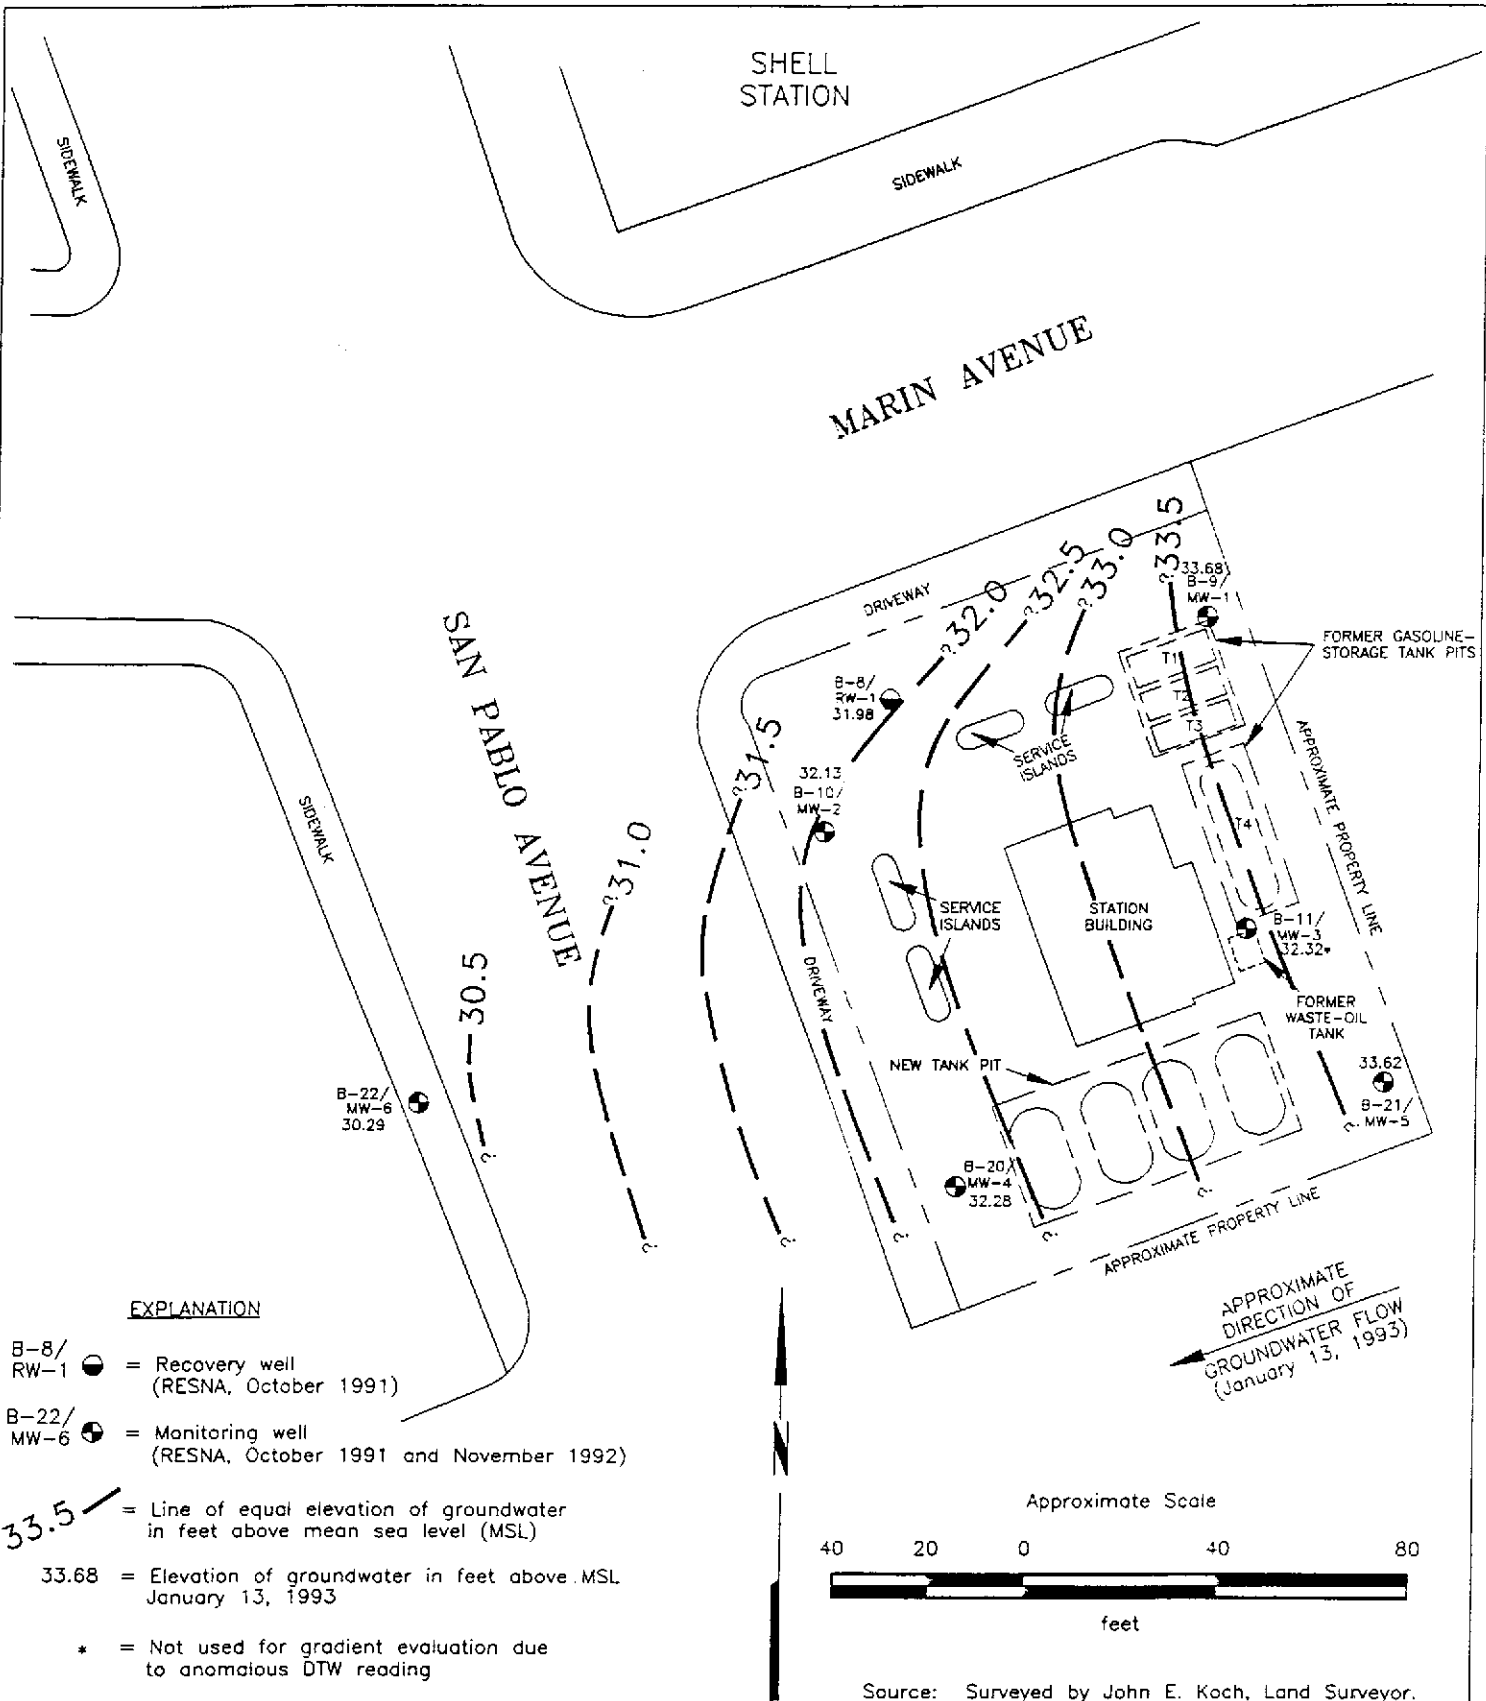 SHELL
STATION
SIDEWALK
SIDEWALK
MARIN AVENUE
SAN PABLO AVENUE
SIDEWALK
DRIVEWAY
32.0
32.5
33.0
33.5
33.68
B-9/
MW-1
FORMER GASOLINE-
STORAGE TANK PITS
T1
T2
T3
T4
B-8/
RW-1
31.98
SERVICE
ISLANDS
31.5
32.13
B-10/
MW-2
31.0
30.5
APPROXIMATE PROPERTY LINE
SERVICE
ISLANDS
STATION
BUILDING
B-11/
MW-3
32.32*
DRIVEWAY
FORMER
WASTE-OIL
TANK
NEW TANK PIT
33.62
B-21/
MW-5
B-22/
MW-6
30.29
B-20/
MW-4
32.28
APPROXIMATE PROPERTY LINE
APPROXIMATE
DIRECTION OF
GROUNDWATER FLOW
(January 13, 1993)
EXPLANATION
B-8/
RW-1 = Recovery well
(RESNA, October 1991)
B-22/
MW-6 = Monitoring well
(RESNA, October 1991 and November 1992)
33.5 = Line of equal elevation of groundwater
in feet above mean sea level (MSL)
33.68 = Elevation of groundwater in feet above MSL
January 13, 1993
* = Not used for gradient evaluation due
to anomalous DTW reading
N
Approximate Scale
40 20 0 40 80
feet
Source: Surveyed by John E. Koch, Land Surveyor.